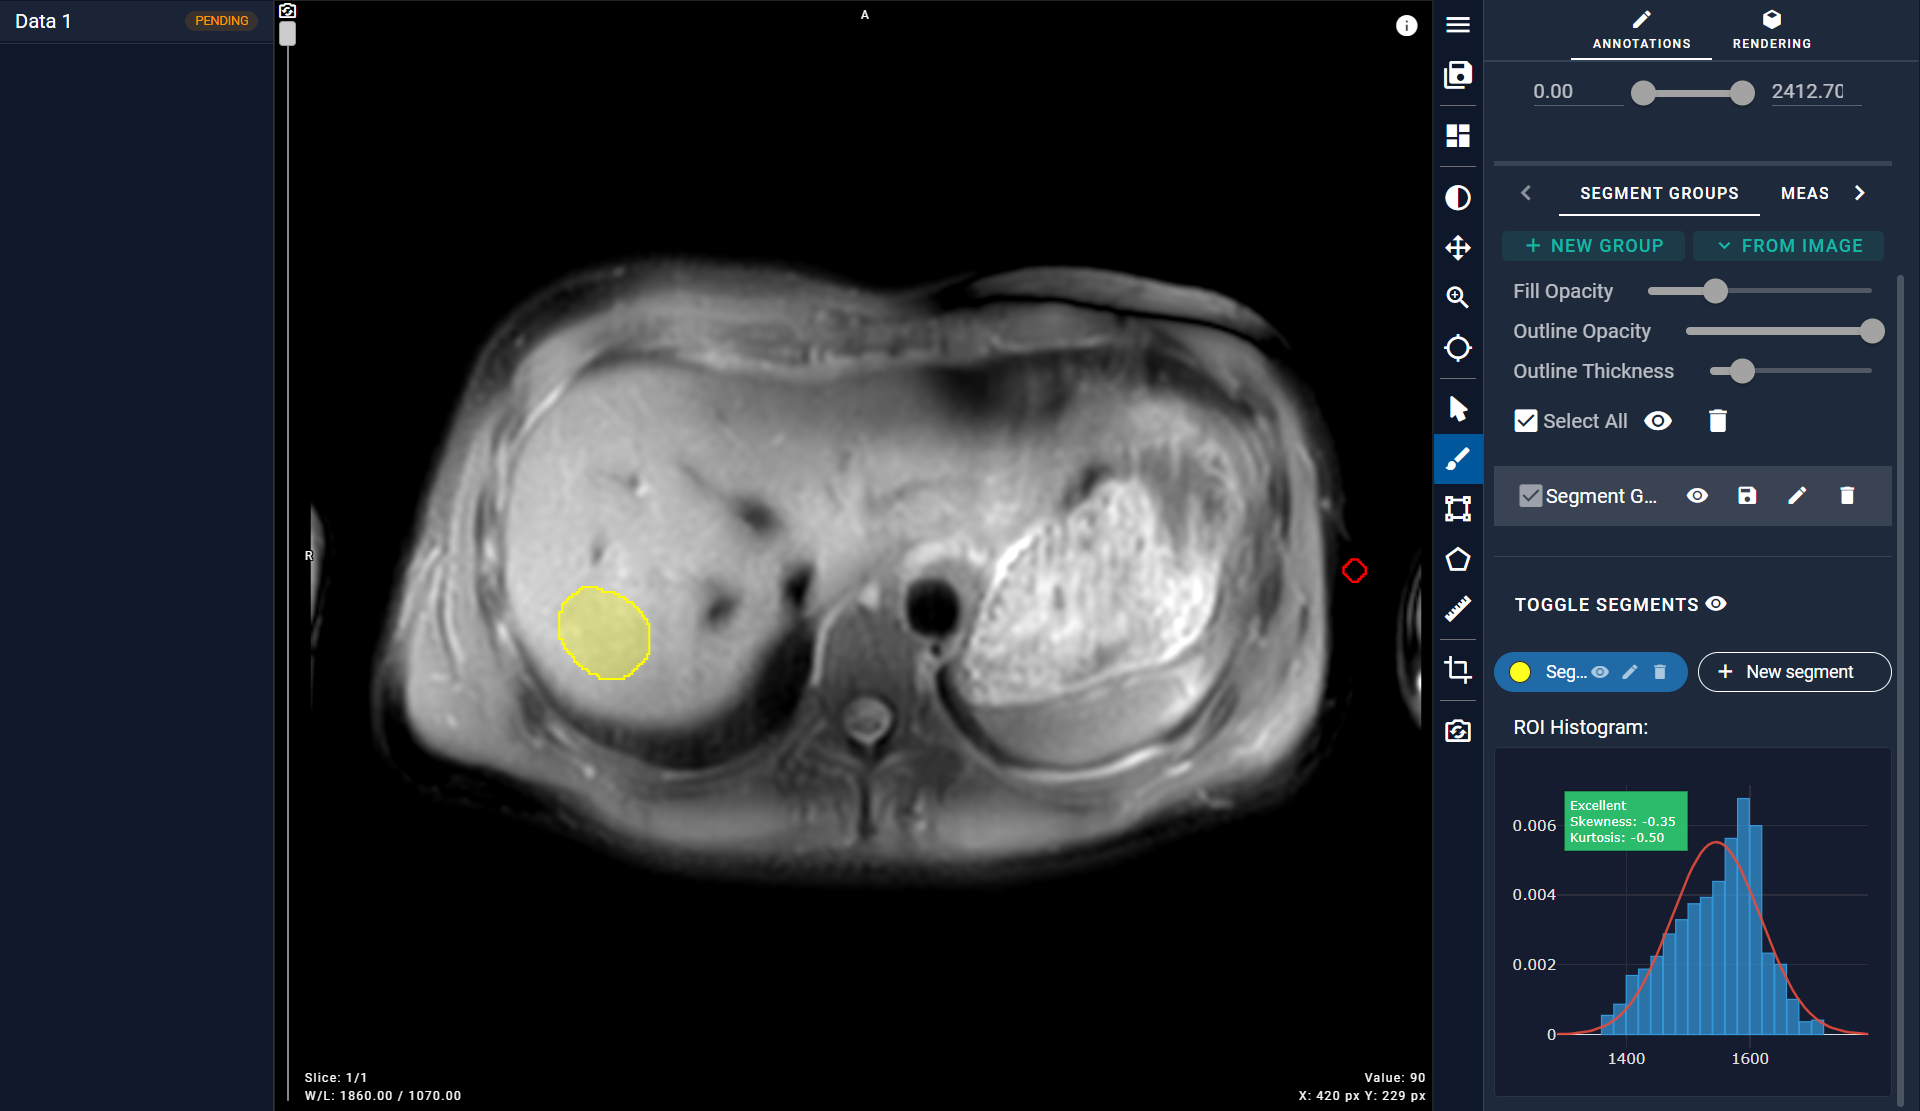 Data 1
PENDING
A
R
Slice: 1/1
W/L: 1860.00 / 1070.00
Value: 90
X: 420 px Y: 229 px
ANNOTATIONS
RENDERING
0.00
2412.70
SEGMENT GROUPS
MEAS
NEW GROUP
FROM IMAGE
Fill Opacity
Outline Opacity
Outline Thickness
Select All
Segment G...
TOGGLE SEGMENTS
Seg...
New segment
ROI Histogram:
Excellent
Skewness: -0.35
Kurtosis: -0.50
0.006
0.004
0.002
0
1400
1600